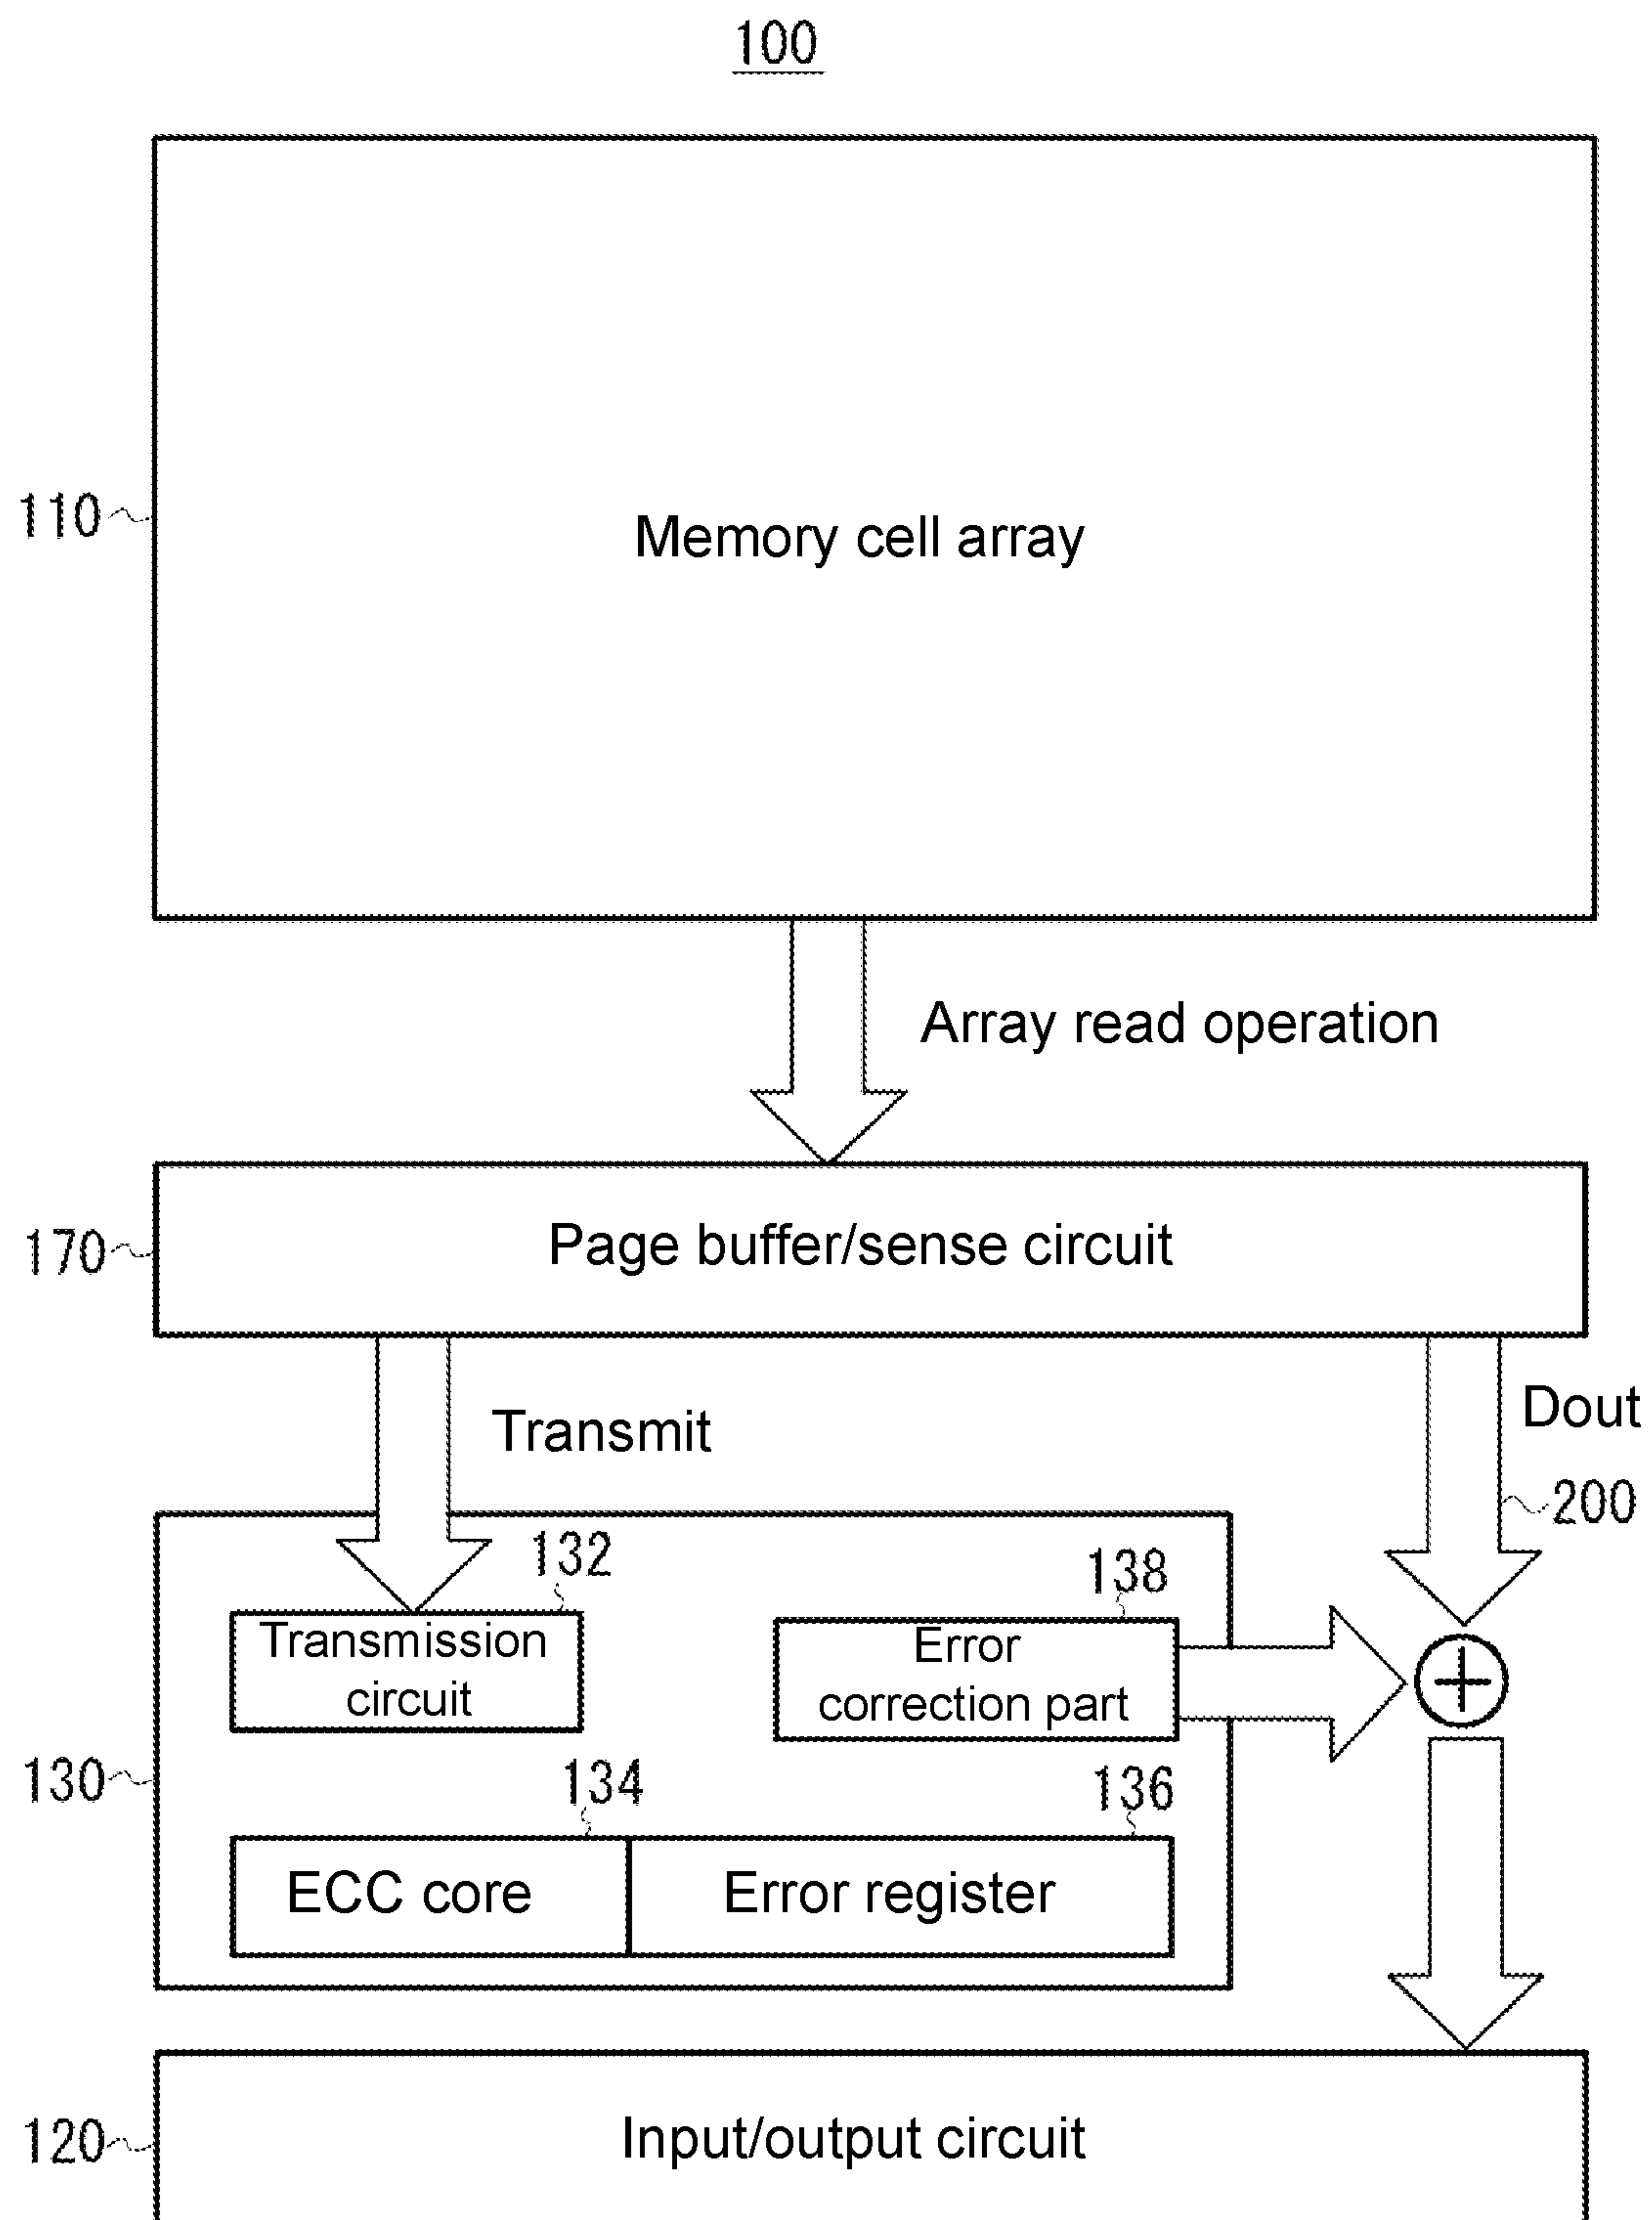 100
110
Memory cell array
Array read operation
170
Page buffer/sense circuit
Transmit
Dout
200
132
138
Transmission
circuit
Error
correction part
130
134
136
ECC core
Error register
120
Input/output circuit